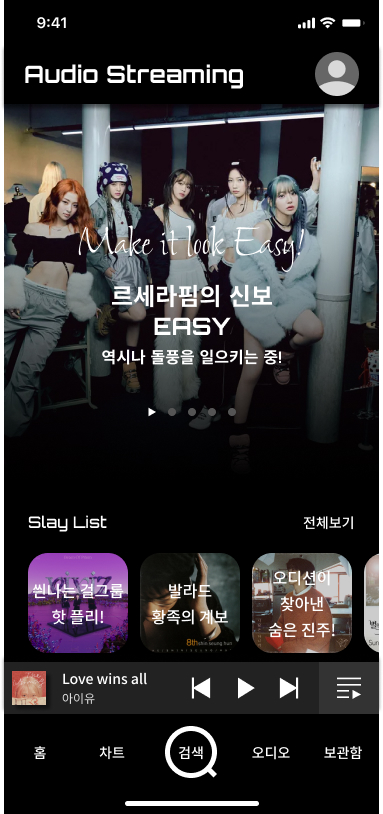 9:41
Audio Streaming
Make it look Easy!
르세라핌의 신보
EASY
역시나 돌풍을 일으키는 중!
Slay List
전체보기
씐나는 걸그룹
핫 플리!
발라드
황족의 계보
8th
오디션이
찾아낸
숨은 진주!
Love wins all
아이유
홈
차트
검색
오디오
보관함